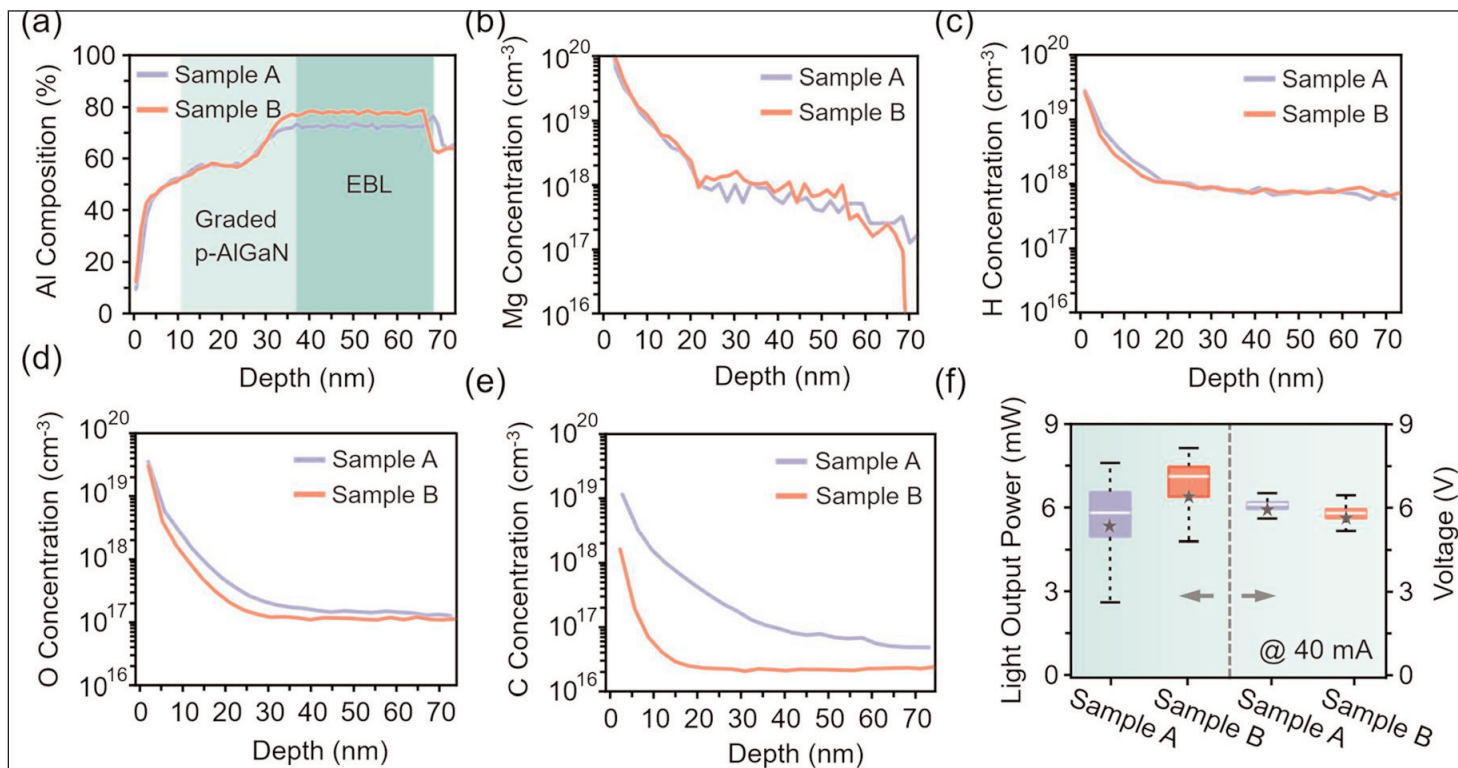 (a)
Al Composition (%)
100
80
60
40
20
0
Sample A
Sample B
Graded
p-AlGaN
EBL
0 10 20 30 40 50 60 70
Depth (nm)
(b)
Mg Concentration (cm-3)
10^20
10^19
10^18
10^17
10^16
Sample A
Sample B
0 10 20 30 40 50 60 70
Depth (nm)
(c)
H Concentration (cm-3)
10^20
10^19
10^18
10^17
10^16
Sample A
Sample B
0 10 20 30 40 50 60 70
Depth (nm)
(d)
O Concentration (cm-3)
10^20
10^19
10^18
10^17
10^16
Sample A
Sample B
0 10 20 30 40 50 60 70
Depth (nm)
(e)
C Concentration (cm-3)
10^20
10^19
10^18
10^17
10^16
Sample A
Sample B
0 10 20 30 40 50 60 70
Depth (nm)
(f)
Light Output Power (mW)
9
6
3
0
@ 40 mA
9
6
3
0
Voltage (V)
Sample A
Sample B
Sample A
Sample B